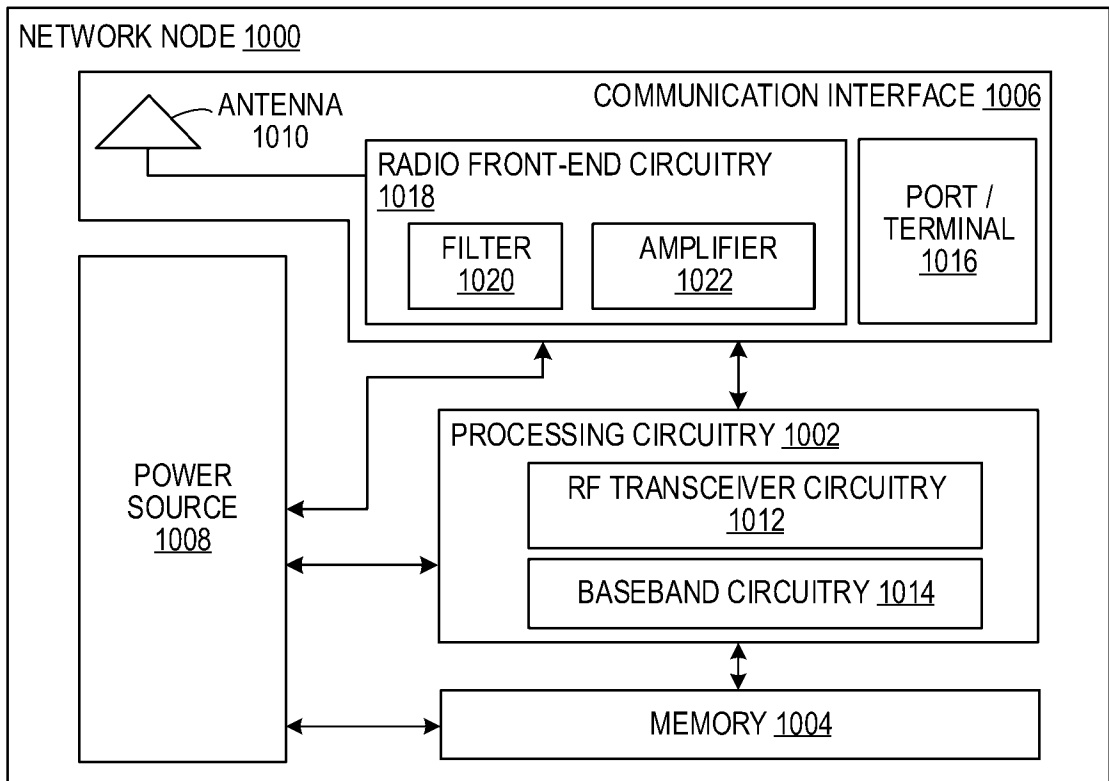 NETWORK NODE 1000
COMMUNICATION INTERFACE 1006
ANTENNA
1010
RADIO FRONT-END CIRCUITRY
1018
FILTER
1020
AMPLIFIER
1022
PORT /
TERMINAL
1016
POWER
SOURCE
1008
PROCESSING CIRCUITRY 1002
RF TRANSCEIVER CIRCUITRY
1012
BASEBAND CIRCUITRY 1014
MEMORY 1004